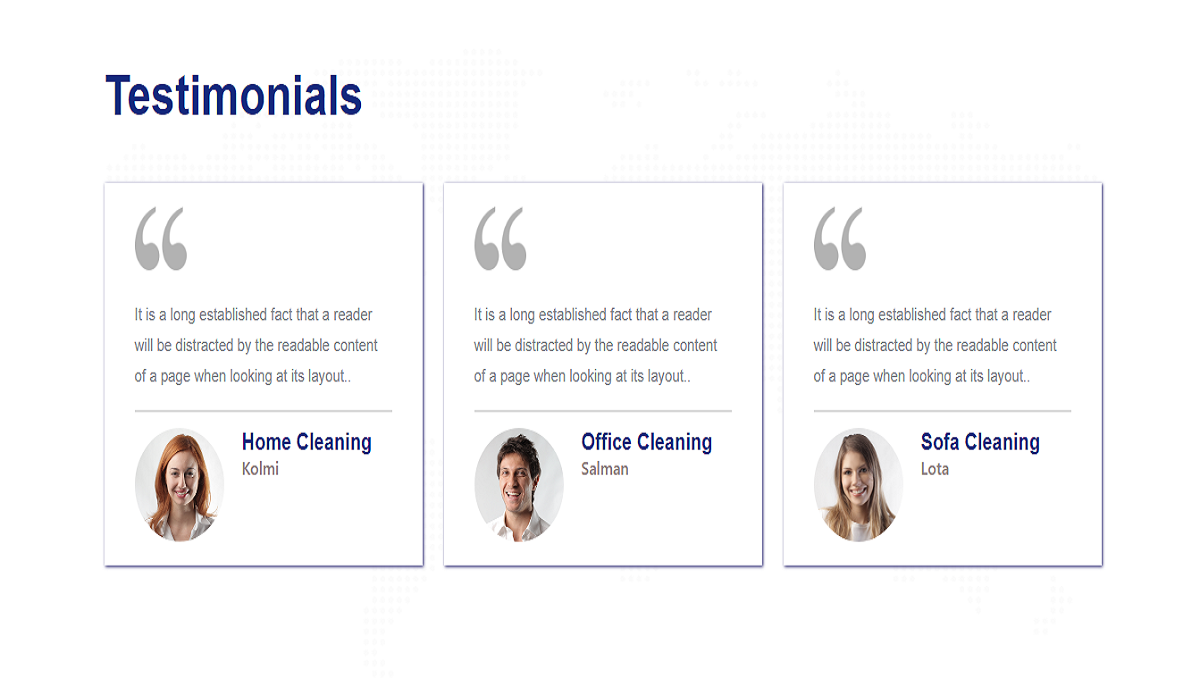 Testimonials
“
It is a long established fact that a reader
will be distracted by the readable content
of a page when looking at its layout..
Home Cleaning
Kolmi
“
It is a long established fact that a reader
will be distracted by the readable content
of a page when looking at its layout..
Office Cleaning
Salman
“
It is a long established fact that a reader
will be distracted by the readable content
of a page when looking at its layout..
Sofa Cleaning
Lota